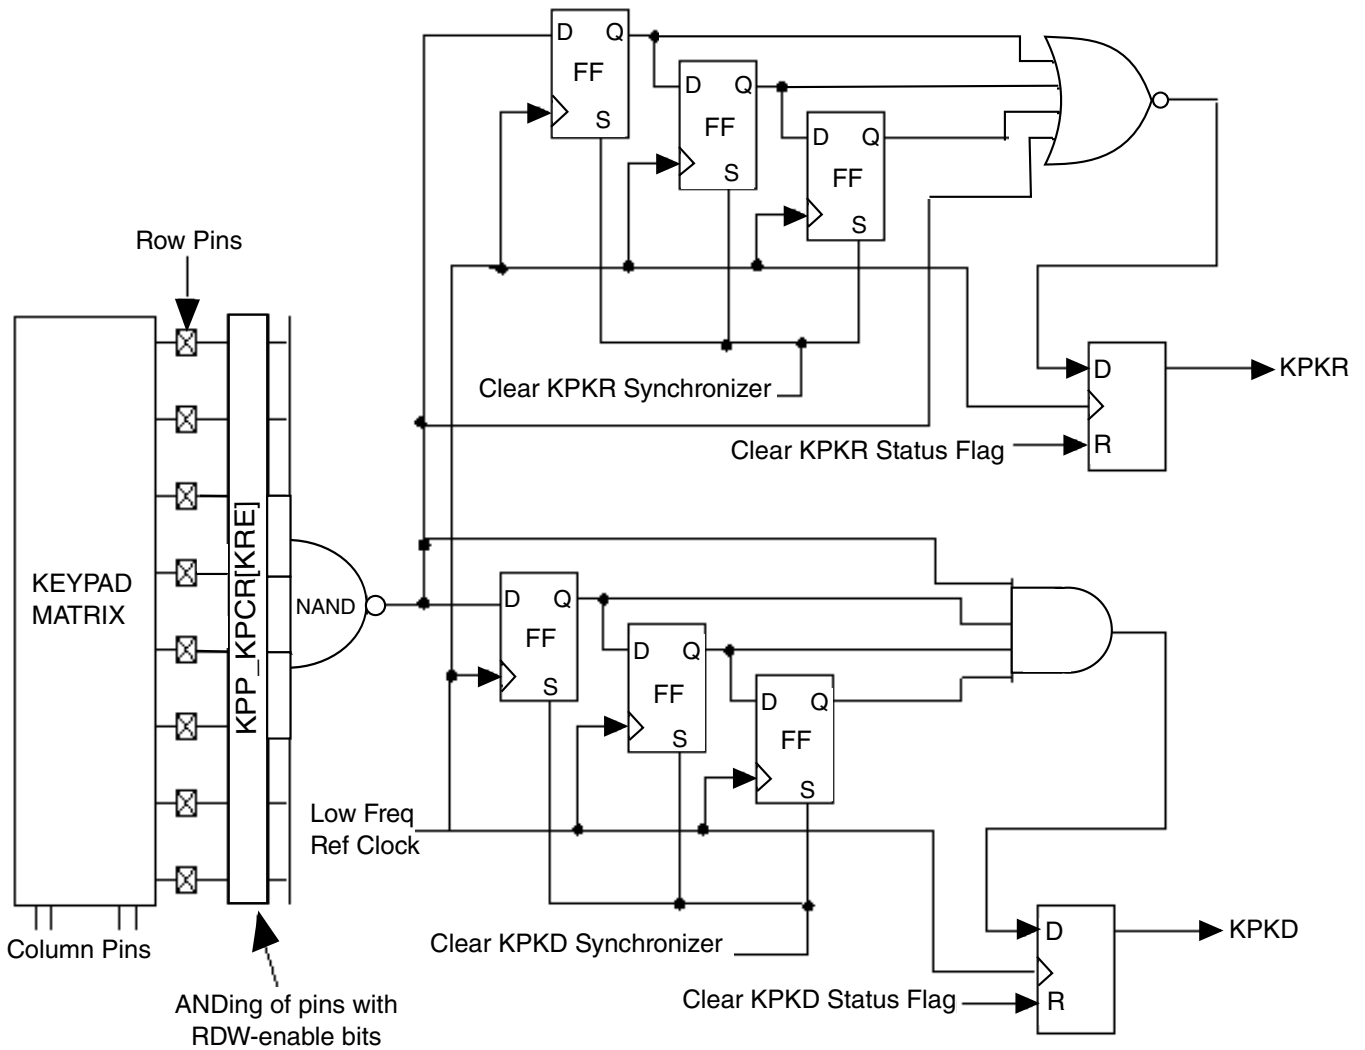 D Q
FF
S
D Q
FF
S
D Q
FF
S
Row Pins
Clear KPKR Synchronizer
D
R
KPKR
Clear KPKR Status Flag
KEYPAD
MATRIX
KPP_KPCR[KRE]
NAND
D Q
FF
S
D Q
FF
S
D Q
FF
S
Low Freq
Ref Clock
Column Pins
Clear KPKD Synchronizer
D
R
KPKD
Clear KPKD Status Flag
ANDing of pins with
RDW-enable bits